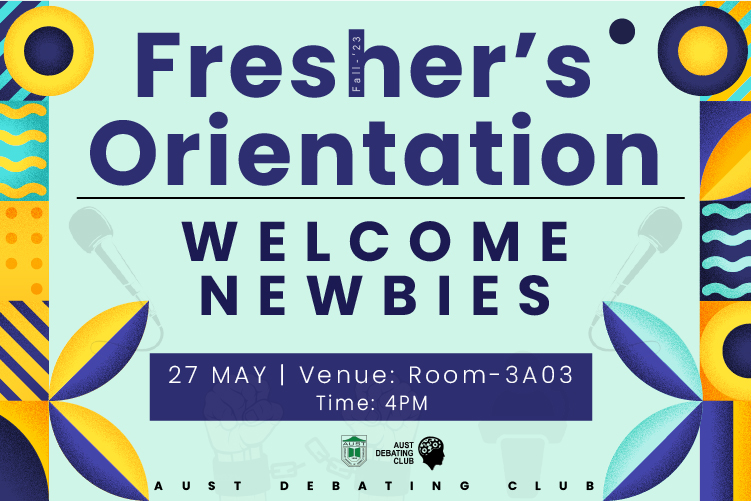 Fresher's
Fall-'23
Orientation
WELCOME
NEWBIES
27 MAY | Venue: Room-3A03
Time: 4PM
AUST
AUST
DEBATING
CLUB
AUST DEBATING CLUB